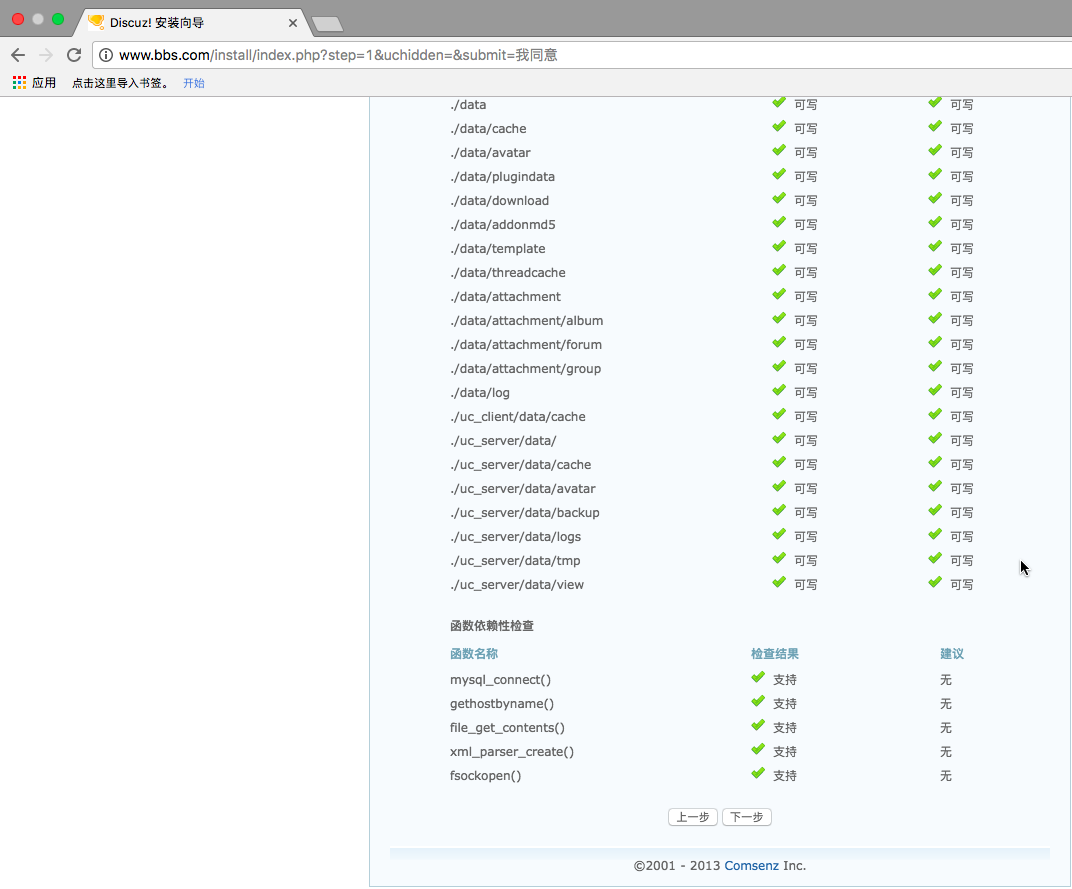 Discuz! 安装向导
www.bbs.com/install/index.php?step=1&uchidden=&submit=我同意
应用 点击这里导入书签。 开始
./data 可写 可写
./data/cache 可写 可写
./data/avatar 可写 可写
./data/plugindata 可写 可写
./data/download 可写 可写
./data/addonmd5 可写 可写
./data/template 可写 可写
./data/threadcache 可写 可写
./data/attachment 可写 可写
./data/attachment/album 可写 可写
./data/attachment/forum 可写 可写
./data/attachment/group 可写 可写
./data/log 可写 可写
./uc_client/data/cache 可写 可写
./uc_server/data/ 可写 可写
./uc_server/data/cache 可写 可写
./uc_server/data/avatar 可写 可写
./uc_server/data/backup 可写 可写
./uc_server/data/logs 可写 可写
./uc_server/data/tmp 可写 可写
./uc_server/data/view 可写 可写
函数依赖性检查
函数名称 检查结果 建议
mysql_connect() 支持 无
gethostbyname() 支持 无
file_get_contents() 支持 无
xml_parser_create() 支持 无
fsockopen() 支持 无
上一步 下一步
©2001 - 2013 Comsenz Inc.